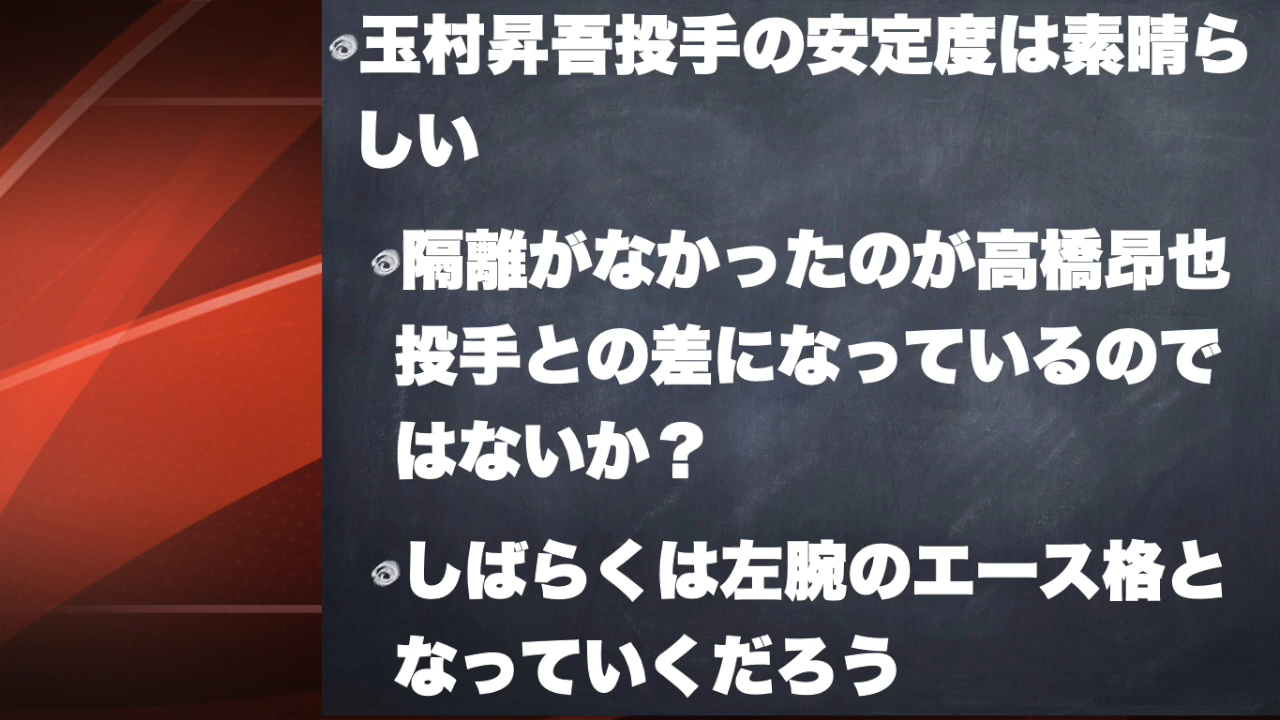 玉村昇吾投手の安定度は素晴ら
しい
隔離がなかったのが高橋昂也
投手との差になっているので
はないか？
しばらくは左腕のエース格と
なっていくだろう